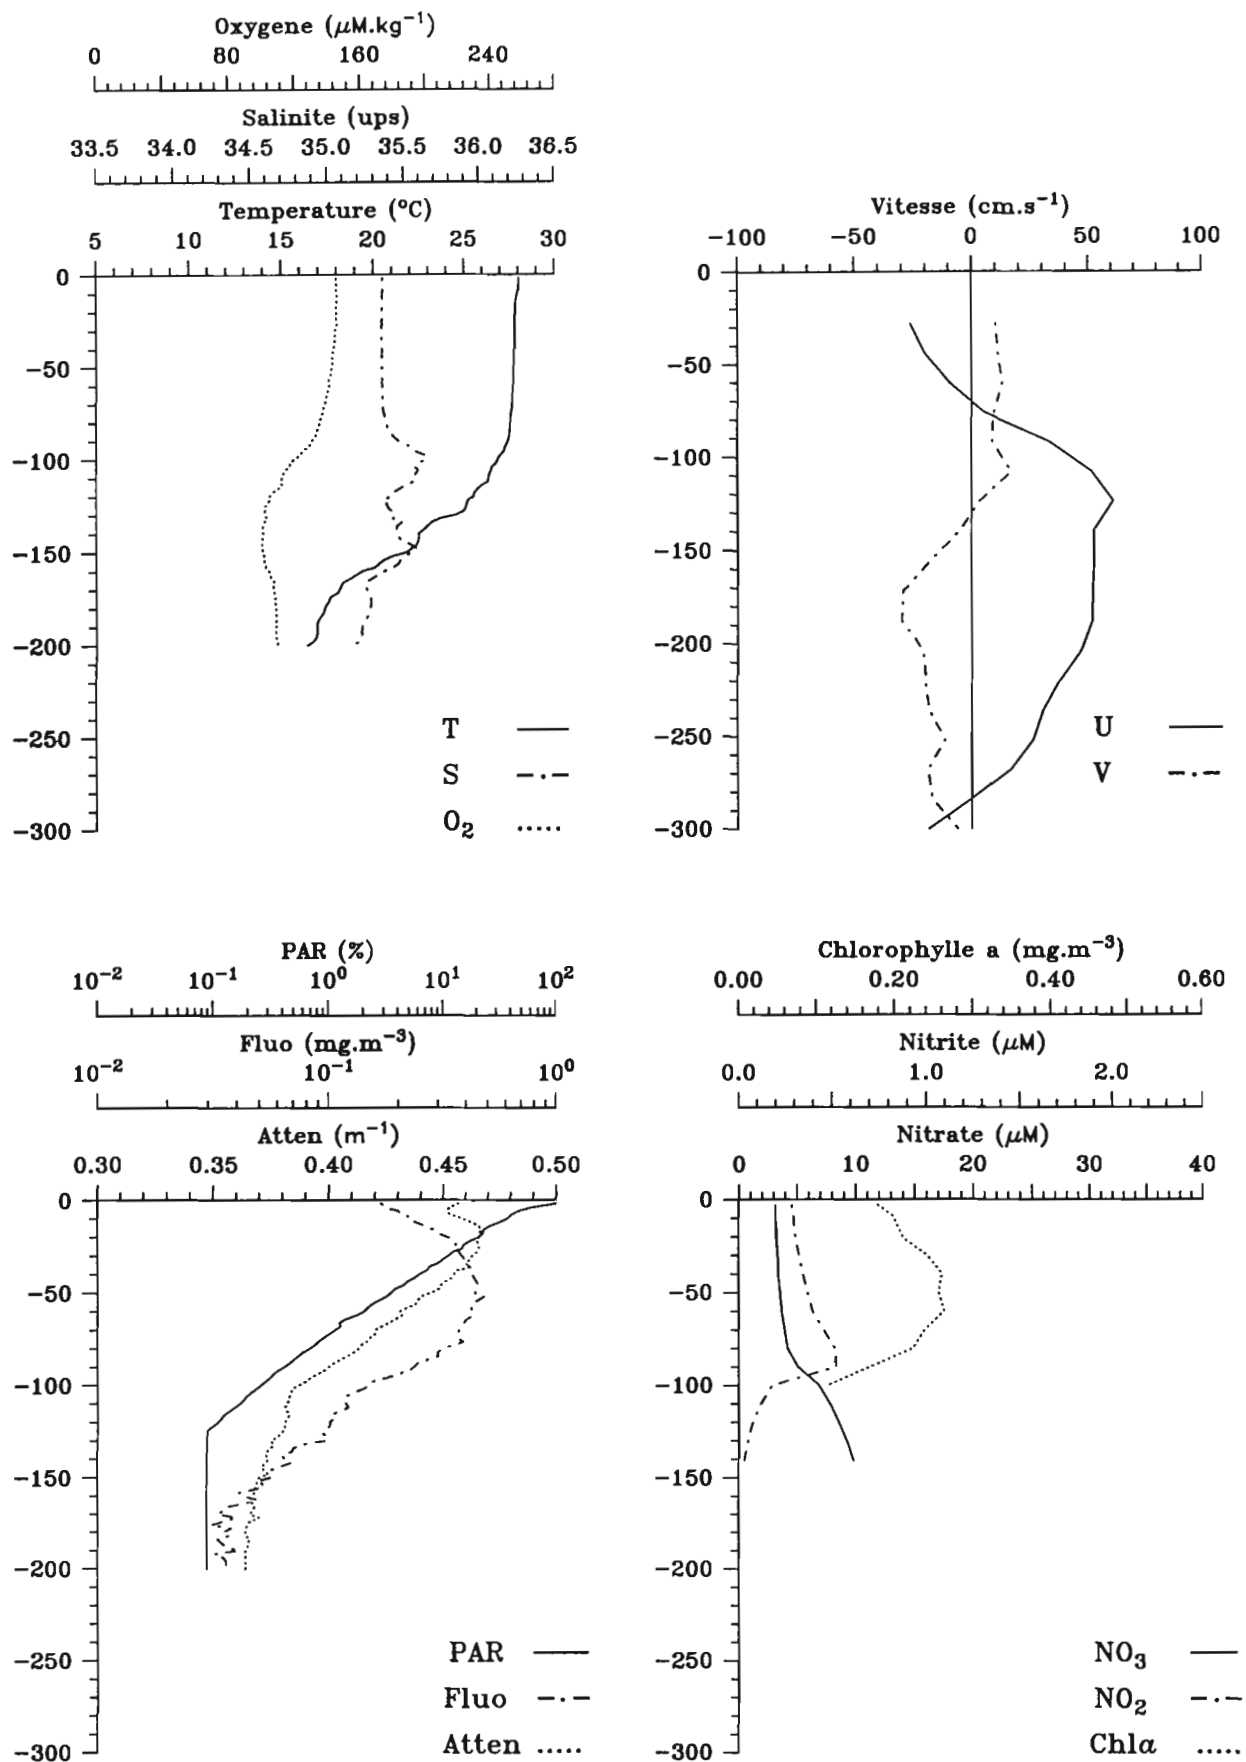 Oxygene (μM.kg⁻¹)
0 80 160 240
Salinite (ups)
33.5 34.0 34.5 35.0 35.5 36.0 36.5
Temperature (°C)
5 10 15 20 25 30
0
−50
−100
−150
−200
−250
−300
T
S
O₂
Vitesse (cm.s⁻¹)
−100 −50 0 50 100
0
−50
−100
−150
−200
−250
−300
U
V
PAR (%)
10⁻² 10⁻¹ 10⁰ 10¹ 10²
Fluo (mg.m⁻³)
10⁻² 10⁻¹ 10⁰
Atten (m⁻¹)
0.30 0.35 0.40 0.45 0.50
0
−50
−100
−150
−200
−250
−300
PAR
Fluo
Atten
Chlorophylle a (mg.m⁻³)
0.00 0.20 0.40 0.60
Nitrite (μM)
0.0 1.0 2.0
Nitrate (μM)
0 10 20 30 40
0
−50
−100
−150
−200
−250
−300
NO₃
NO₂
Chlα